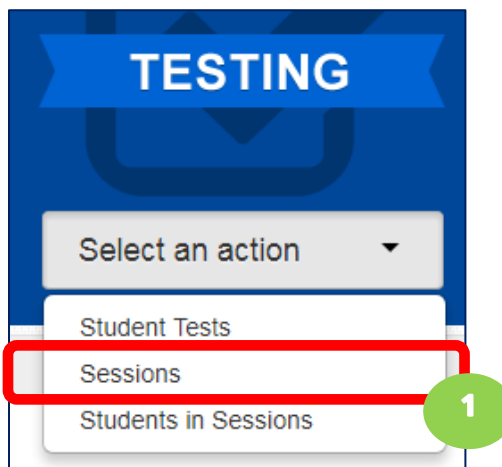 TESTING
Select an action
Student Tests
Sessions
Students in Sessions
1